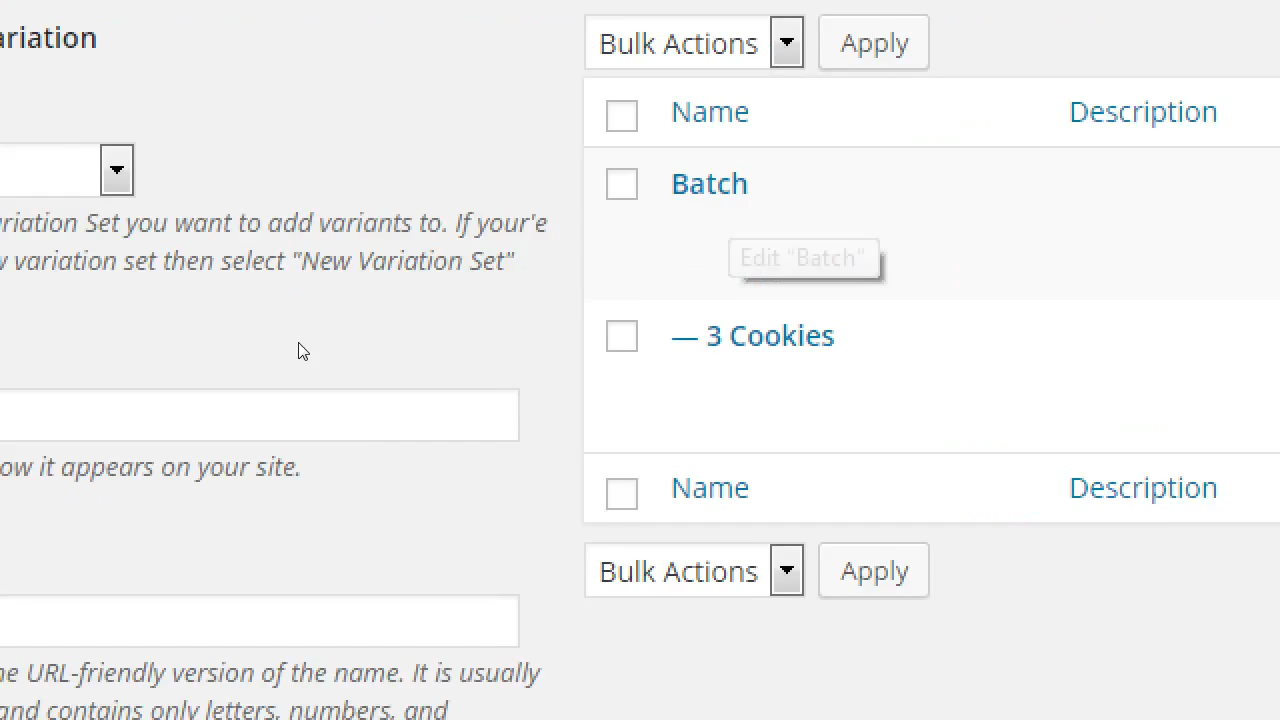 ariation
ariation Set you want to add variants to. If your'e
variation set then select "New Variation Set"
ow it appears on your site.
he URL-friendly version of the name. It is usually
and contains only letters, numbers, and
Bulk Actions Apply
Name Description
Batch
Edit "Batch"
— 3 Cookies
Name Description
Bulk Actions Apply